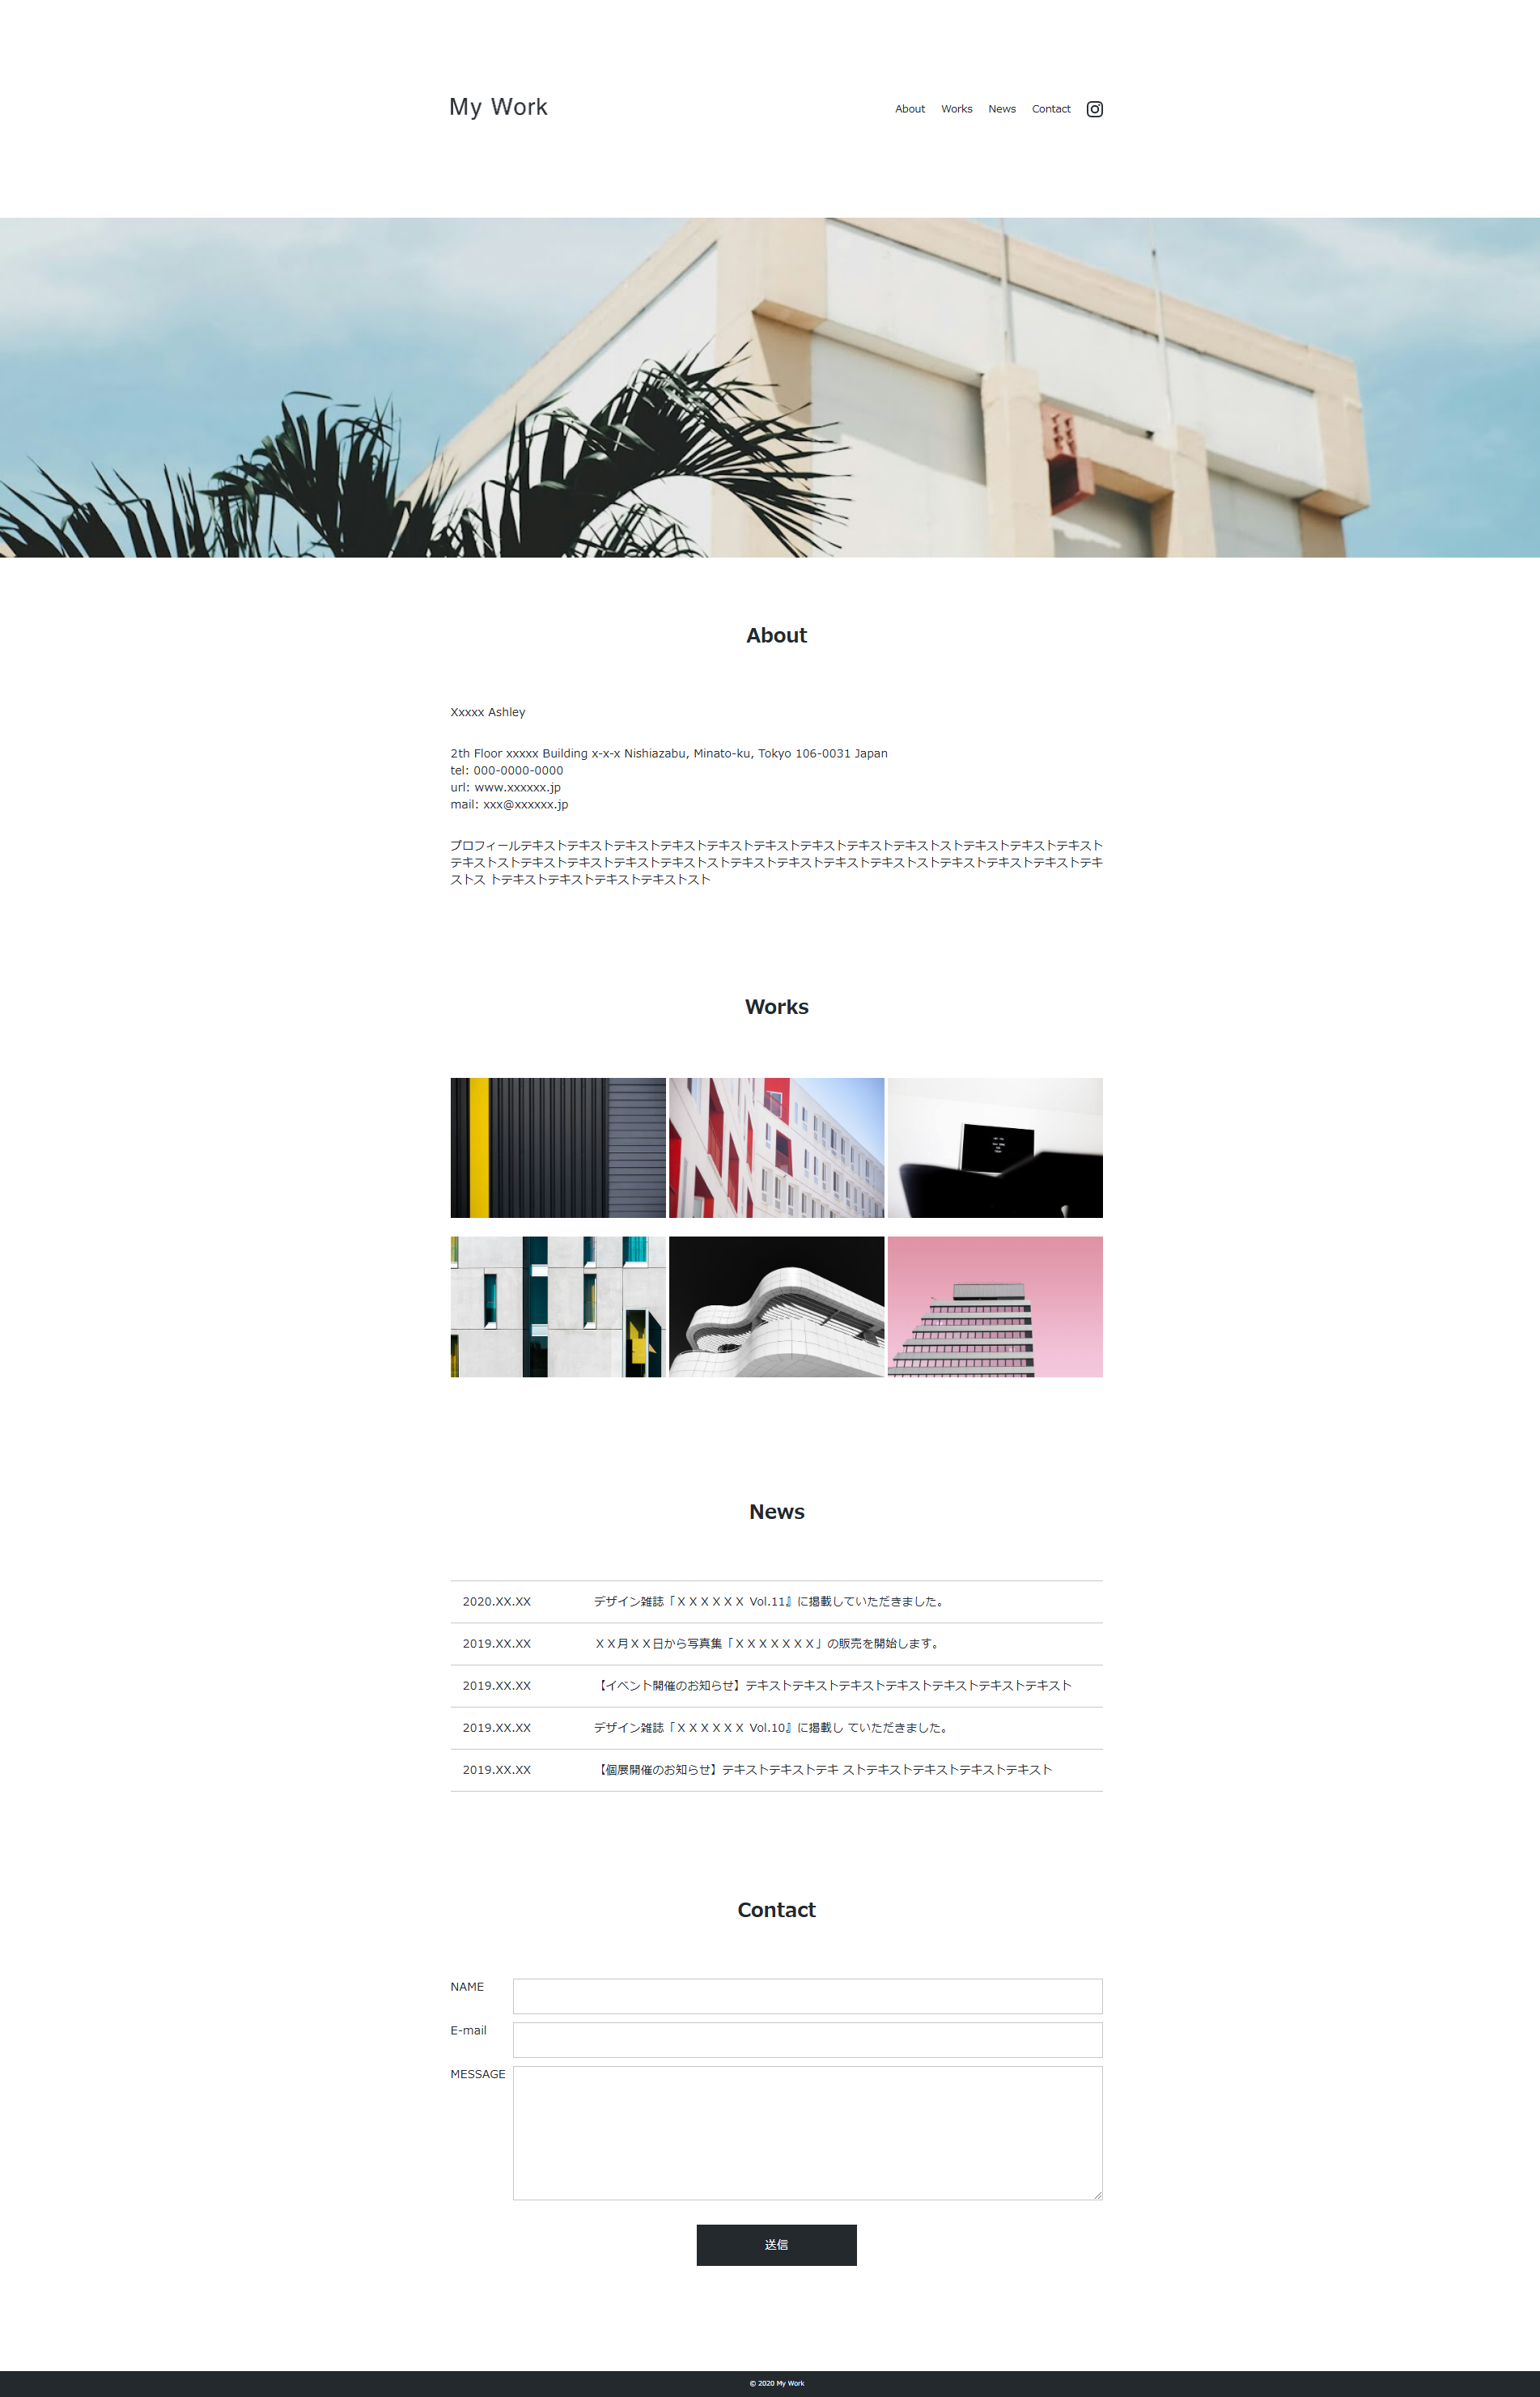 My Work
About Works News Contact
About
Xxxxx Ashley
2th Floor xxxxx Building x-x-x Nishiazabu, Minato-ku, Tokyo 106-0031 Japan
tel: 000-0000-0000
url: www.xxxxxx.jp
mail: xxx@xxxxxx.jp
プロフィールテキストテキストテキストテキストテキストテキストテキストテキストテキストストテキストテキストテキスト
テキストストテキストテキストテキストテキストストテキストテキストテキストテキストストテキストテキストテキストテキ
ストス トテキストテキストテキストテキストスト
Works
News
2020.XX.XX デザイン雑誌「ＸＸＸＸＸＸ Vol.11』に掲載していただきました。
2019.XX.XX ＸＸ月ＸＸ日から写真集「ＸＸＸＸＸＸＸ」の販売を開始します。
2019.XX.XX 【イベント開催のお知らせ】テキストテキストテキストテキストテキストテキストテキスト
2019.XX.XX デザイン雑誌「ＸＸＸＸＸＸ Vol.10』に掲載し ていただきました。
2019.XX.XX 【個展開催のお知らせ】テキストテキストテキ ストテキストテキストテキストテキスト
Contact
NAME
E-mail
MESSAGE
送信
© 2020 My Work